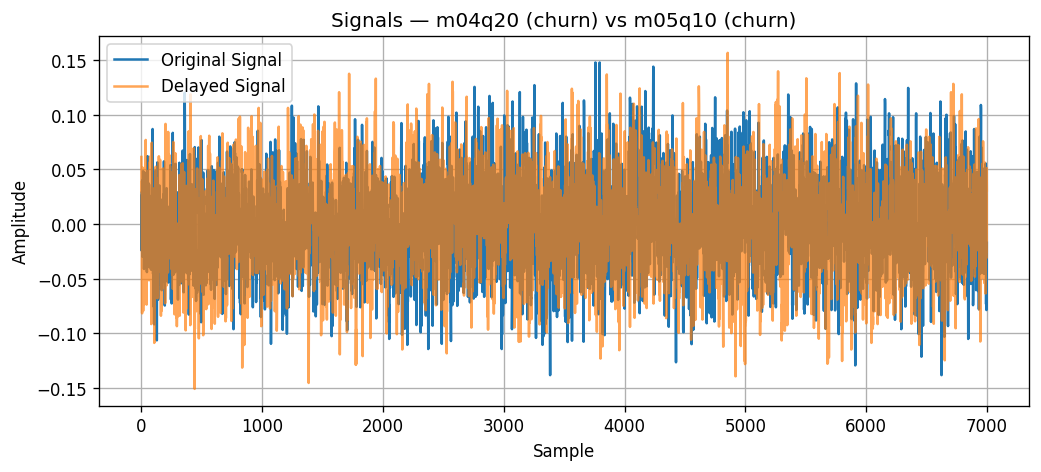 Signals — m04q20 (churn) vs m05q10 (churn)
Original Signal
Delayed Signal
0.15
0.10
0.05
0.00
−0.05
−0.10
−0.15
Amplitude
0 1000 2000 3000 4000 5000 6000 7000
Sample